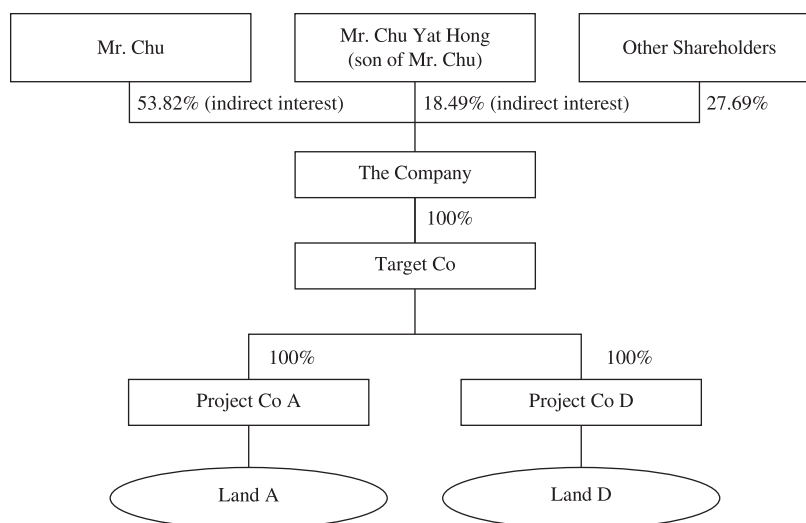 Mr. Chu
Mr. Chu Yat Hong
(son of Mr. Chu)
Other Shareholders
53.82% (indirect interest)
18.49% (indirect interest)
27.69%
The Company
100%
Target Co
100%
100%
Project Co A
Project Co D
Land A
Land D